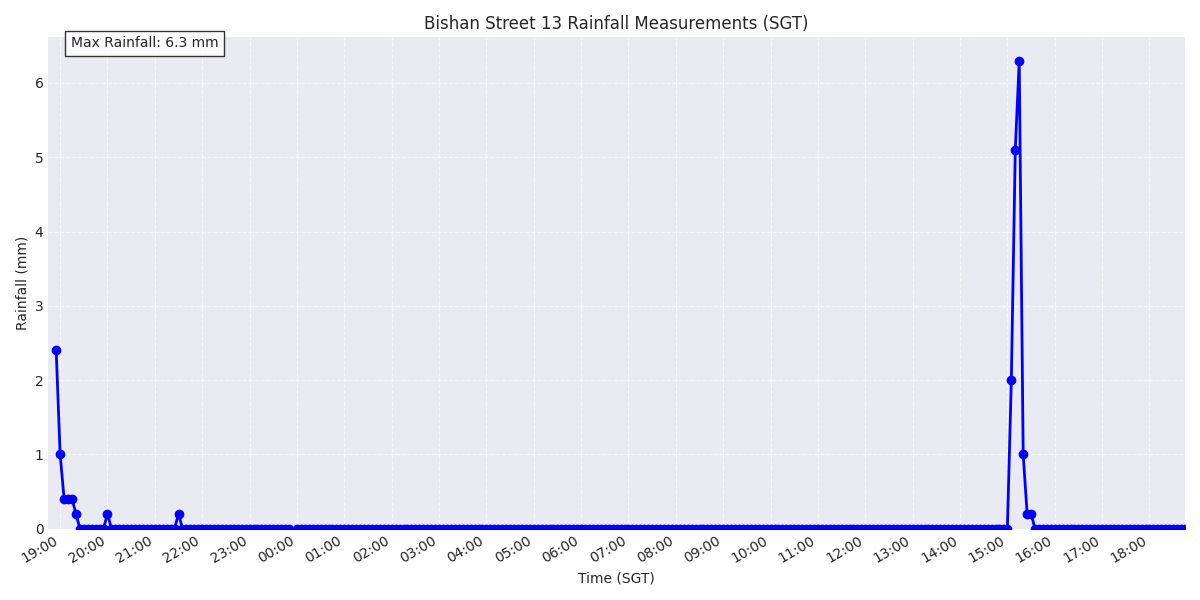 Bishan Street 13 Rainfall Measurements (SGT)
Max Rainfall: 6.3 mm
Rainfall (mm)
6
5
4
3
2
1
0
19:00 20:00 21:00 22:00 23:00 00:00 01:00 02:00 03:00 04:00 05:00 06:00 07:00 08:00 09:00 10:00 11:00 12:00 13:00 14:00 15:00 16:00 17:00 18:00
Time (SGT)